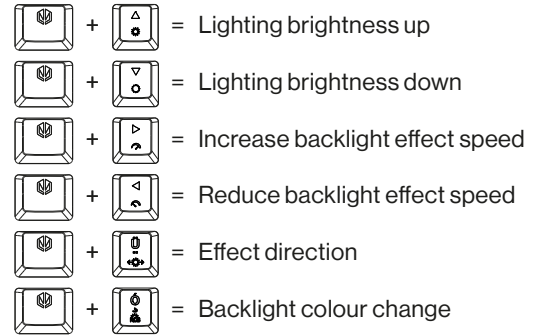 + = Lighting brightness up
+ = Lighting brightness down
+ = Increase backlight effect speed
+ = Reduce backlight effect speed
+ = Effect direction
+ = Backlight colour change